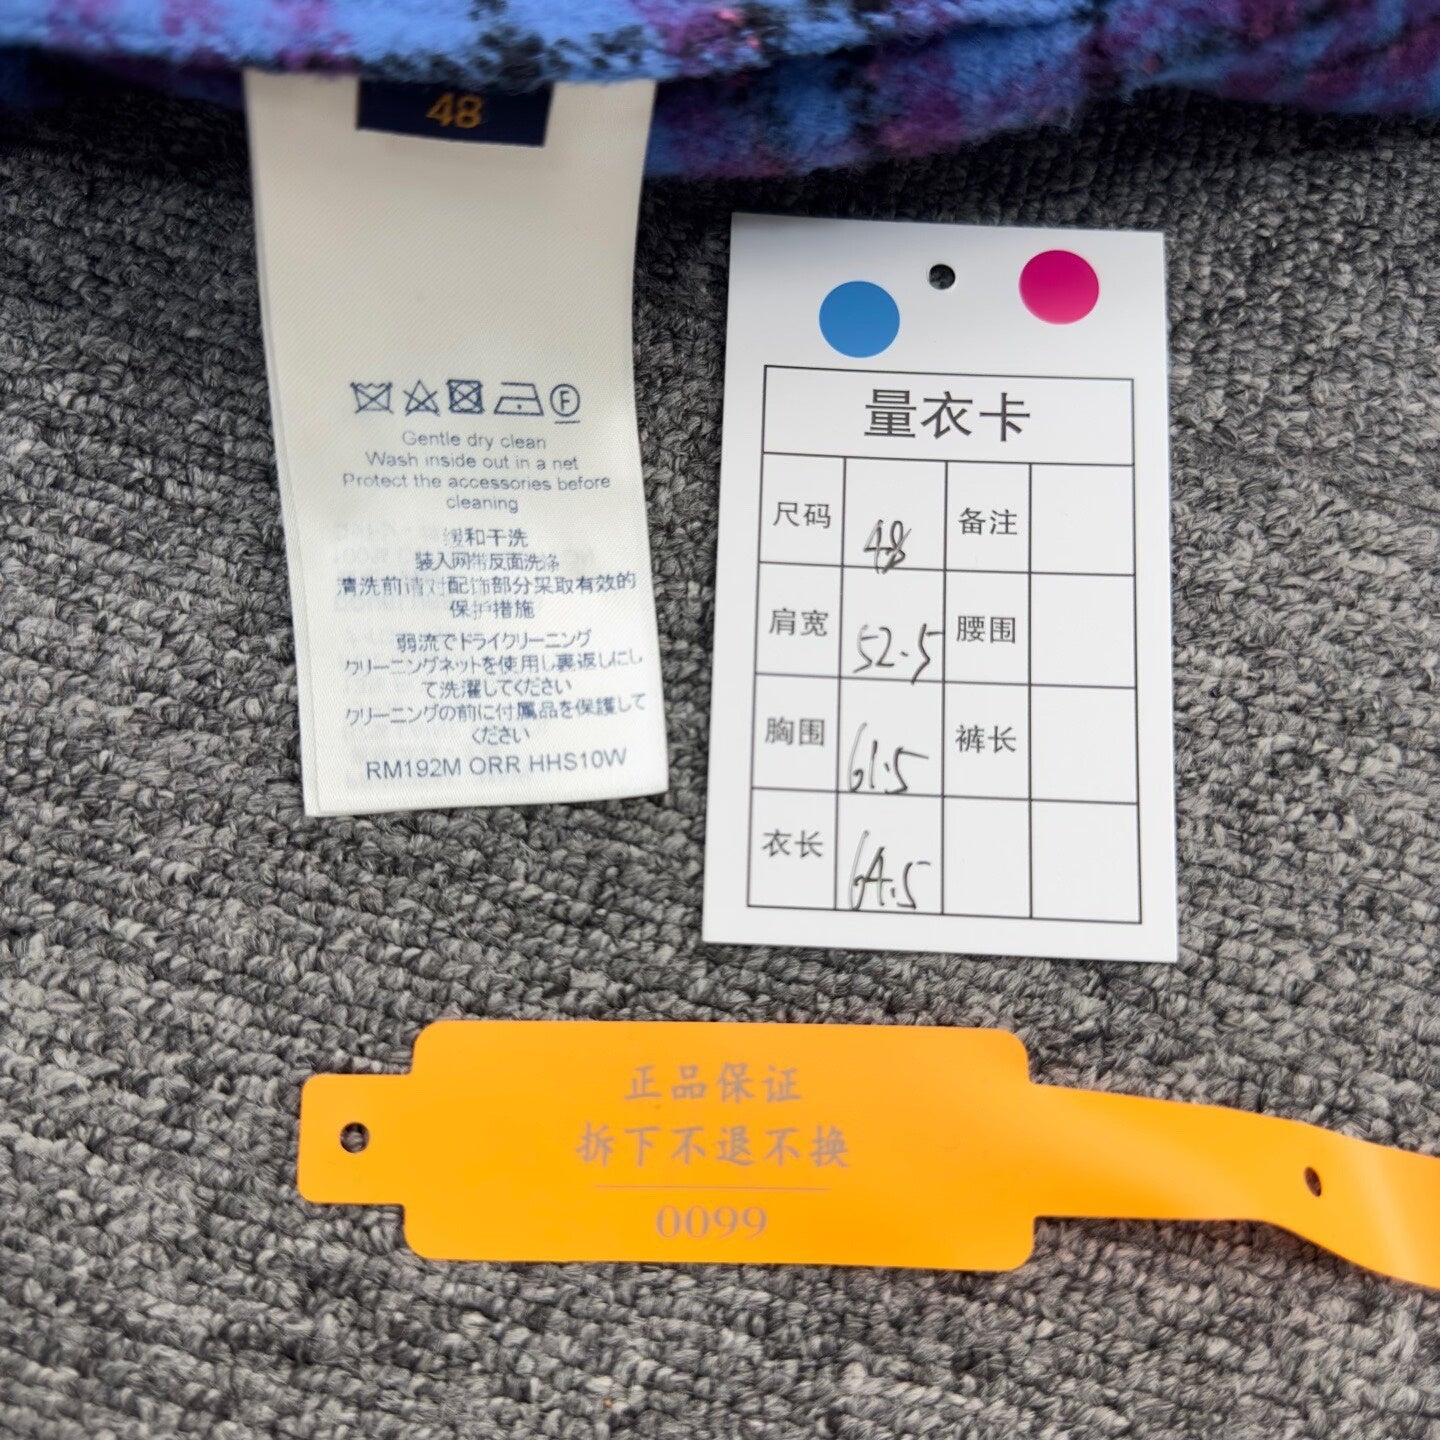 48
Gentle dry clean
Wash inside out in a net
Protect the accessories before
cleaning
缓和干洗
装入网带反面洗涤
清洗前请对配饰部分采取有效的
保护措施
弱流でドライクリーニング
クリーニングネットを使用し裏返しにし
て洗濯してください
クリーニングの前に付属品を保護して
ください
RM192M ORR HHS10W
量衣卡
尺码 48 备注
肩宽 52.5 腰围
胸围 61.5 裤长
衣长 64.5
正品保证
拆下不退不换
0099